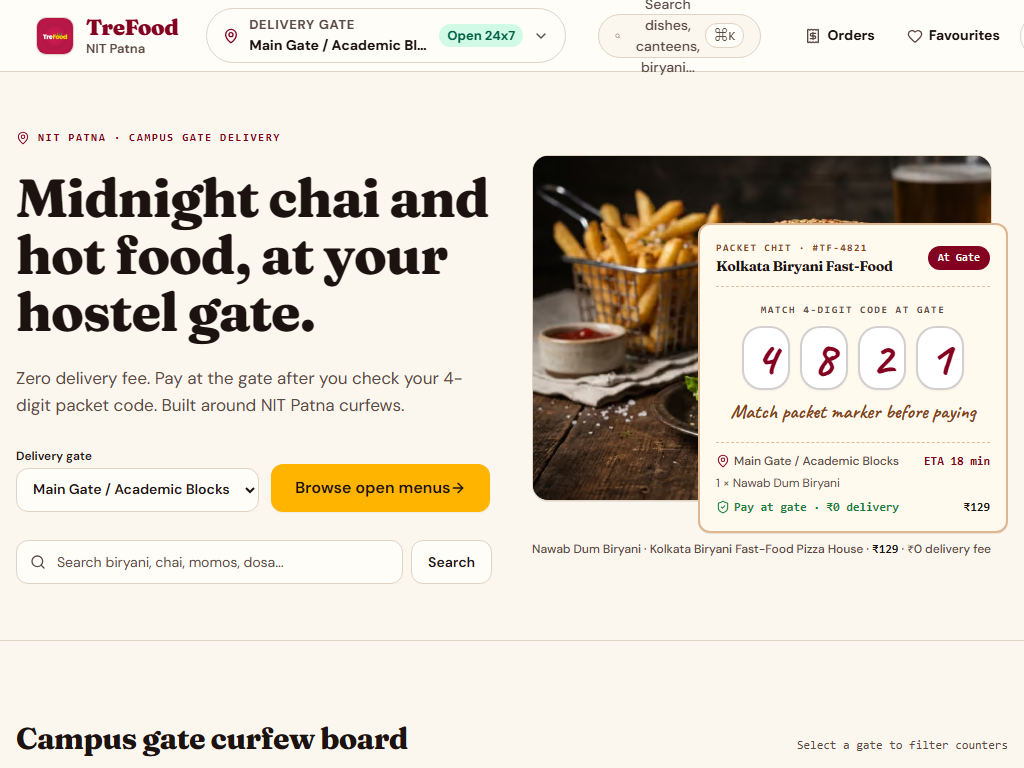 TreFood
TreFood
NIT Patna
DELIVERY GATE
Main Gate / Academic Bl...
Open 24x7
Search
dishes,
canteens,
biryani...
⌘K
Orders
Favourites
NIT PATNA · CAMPUS GATE DELIVERY
Midnight chai and
hot food, at your
hostel gate.
Zero delivery fee. Pay at the gate after you check your 4-
digit packet code. Built around NIT Patna curfews.
Delivery gate
Main Gate / Academic Blocks
Browse open menus→
Search biryani, chai, momos, dosa...
Search
PACKET CHIT · #TF-4821
Kolkata Biryani Fast-Food
At Gate
MATCH 4-DIGIT CODE AT GATE
4 8 2 1
Match packet marker before paying
Main Gate / Academic Blocks
ETA 18 min
1 × Nawab Dum Biryani
Pay at gate · ₹0 delivery
₹129
Nawab Dum Biryani · Kolkata Biryani Fast-Food Pizza House · ₹129 · ₹0 delivery fee
Campus gate curfew board
Select a gate to filter counters